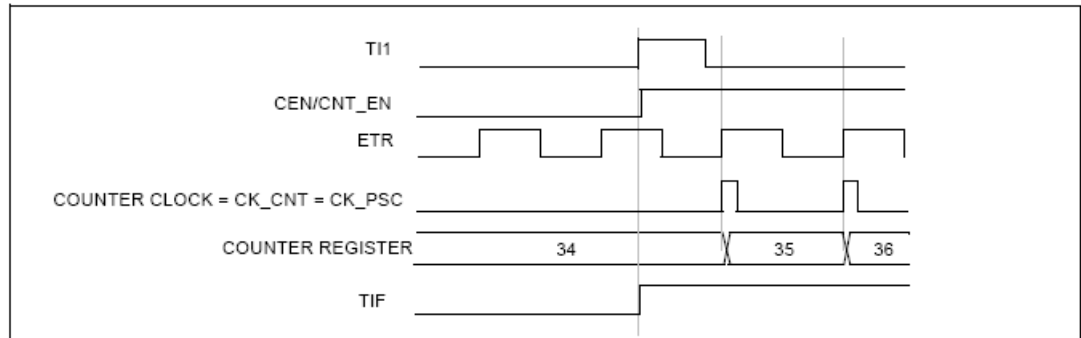 TI1
CEN/CNT_EN
ETR
COUNTER CLOCK = CK_CNT = CK_PSC
COUNTER REGISTER 34 35 36
TIF